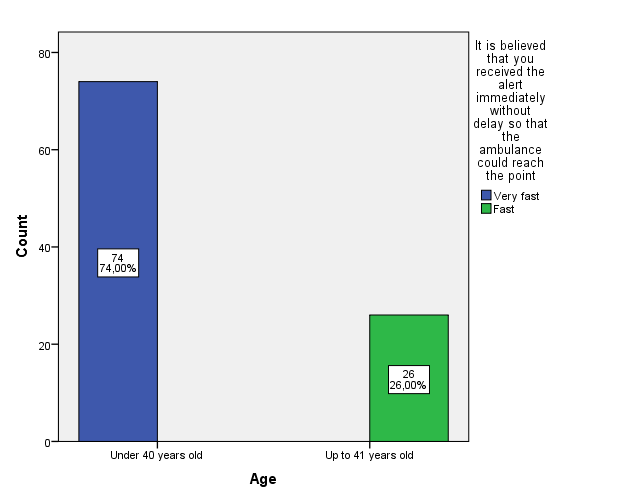 It is believed
that you
received the
alert
immediately
without
delay so that
the
ambulance
could reach
the point
Very fast
Fast
Count
80
60
40
20
0
74
74,00%
26
26,00%
Under 40 years old
Up to 41 years old
Age